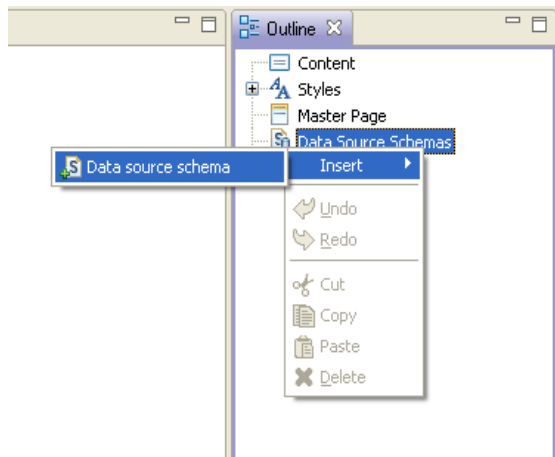 Outline
Content
Styles
Master Page
Data Source Schemas
Data source schema
Insert
Undo
Redo
Cut
Copy
Paste
Delete